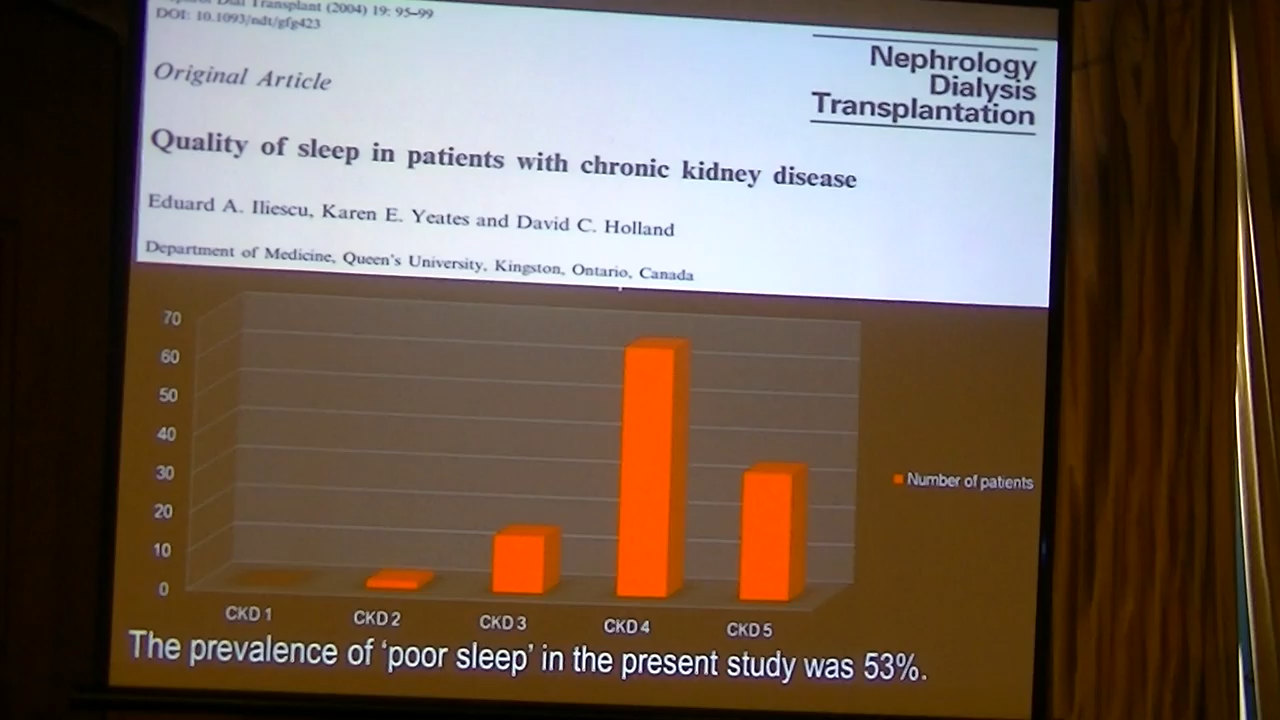 Transplant (2004) 19: 95–99
DOI: 10.1093/ndt/gfg423
Nephrology
Dialysis
Transplantation
Original Article
Quality of sleep in patients with chronic kidney disease
Eduard A. Iliescu, Karen E. Yeates and David C. Holland
Department of Medicine, Queen's University, Kingston, Ontario, Canada
70
60
50
40
30
20
10
0
CKD 1 CKD 2 CKD 3 CKD 4 CKD 5
Number of patients
The prevalence of 'poor sleep' in the present study was 53%.